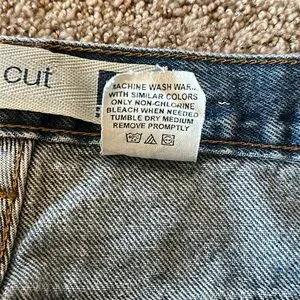 cut
MACHINE WASH WARM
WITH SIMILAR COLORS
ONLY NON-CHLORINE
BLEACH WHEN NEEDED
TUMBLE DRY MEDIUM
REMOVE PROMPTLY